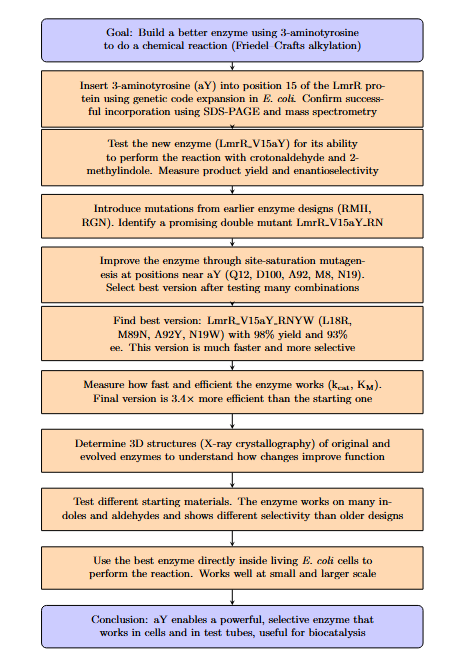 Goal: Build a better enzyme using 3-aminotyrosine
to do a chemical reaction (Friedel–Crafts alkylation)
Insert 3-aminotyrosine (aY) into position 15 of the LmrR pro-
tein using genetic code expansion in E. coli. Confirm success-
ful incorporation using SDS-PAGE and mass spectrometry
Test the new enzyme (LmrR_V15aY) for its ability
to perform the reaction with crotonaldehyde and 2-
methylindole. Measure product yield and enantioselectivity
Introduce mutations from earlier enzyme designs (RMH,
RGN). Identify a promising double mutant LmrR_V15aY_RN
Improve the enzyme through site-saturation mutagen-
esis at positions near aY (Q12, D100, A92, M8, N19).
Select best version after testing many combinations
Find best version: LmrR_V15aY_RNYW (L18R,
M89N, A92Y, N19W) with 98% yield and 93%
ee. This version is much faster and more selective
Measure how fast and efficient the enzyme works (kcat, KM).
Final version is 3.4× more efficient than the starting one
Determine 3D structures (X-ray crystallography) of original and
evolved enzymes to understand how changes improve function
Test different starting materials. The enzyme works on many in-
doles and aldehydes and shows different selectivity than older designs
Use the best enzyme directly inside living E. coli cells to
perform the reaction. Works well at small and larger scale
Conclusion: aY enables a powerful, selective enzyme that
works in cells and in test tubes, useful for biocatalysis